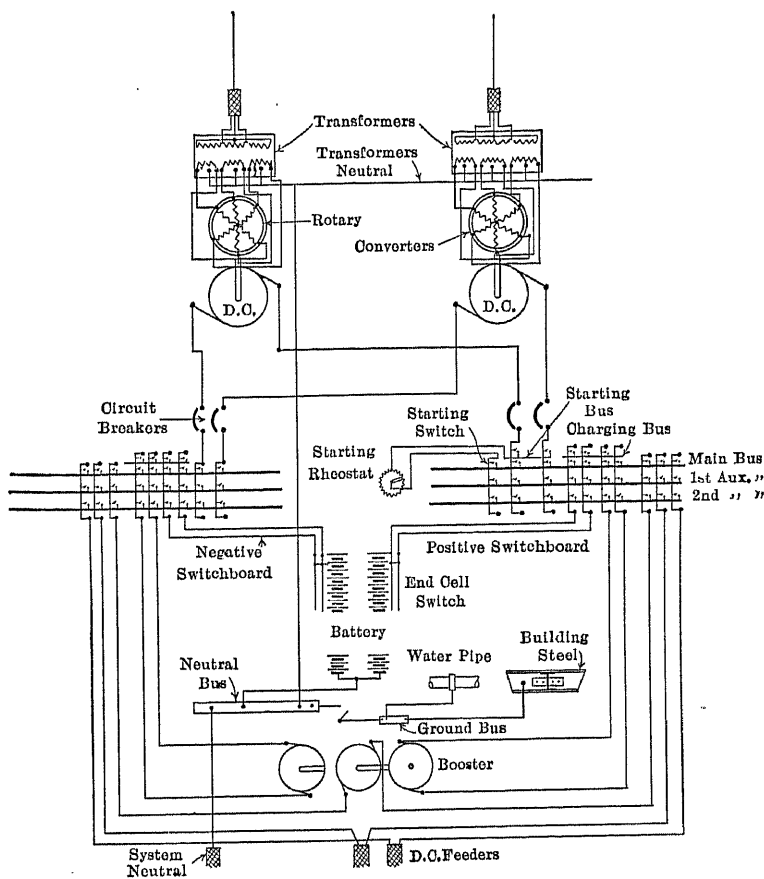 Transformers
Transformers
Neutral
Rotary
Converters
D.C.
D.C.
Circuit
Breakers
Starting
Switch
Starting
Bus
Charging Bus
Starting
Rheostat
Main Bus
1st Aux. „
2nd „ „
Negative
Switchboard
Positive Switchboard
End Cell
Switch
Battery
Neutral
Bus
Water Pipe
Building
Steel
Ground Bus
Booster
System
Neutral
D.C. Feeders